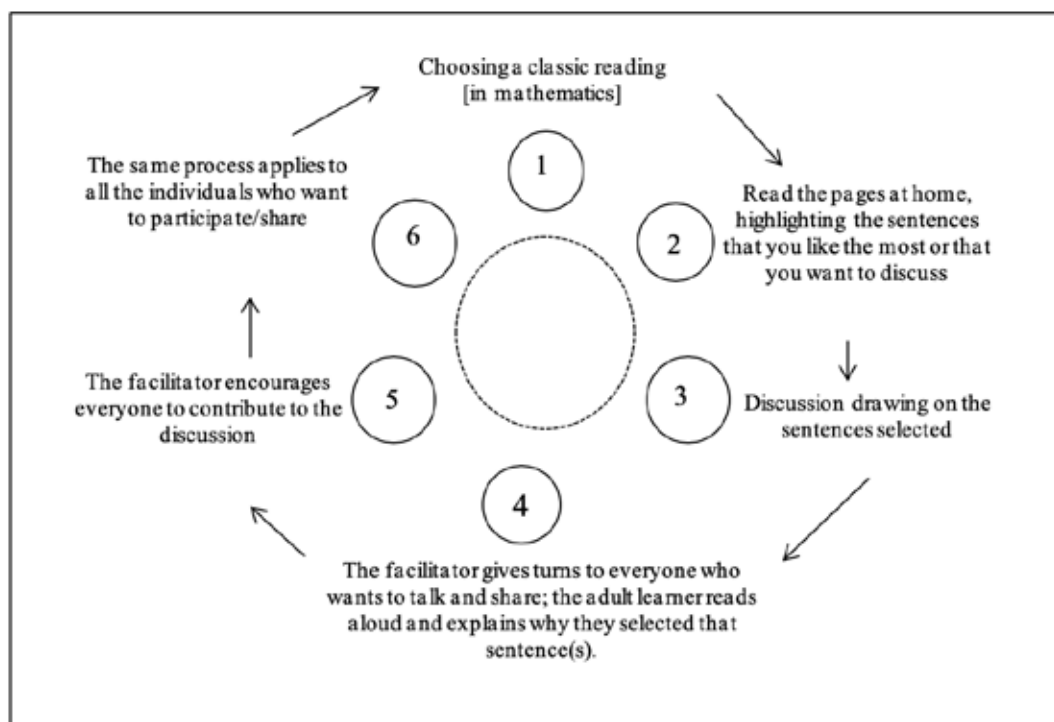 Choosing a classic reading
[in mathematics]
1
Read the pages at home,
highlighting the sentences
that you like the most or that
you want to discuss
2
Discussion drawing on the
sentences selected
3
The facilitator gives turns to everyone who
wants to talk and share; the adult learner reads
aloud and explains why they selected that
sentence(s).
4
The facilitator encourages
everyone to contribute to the
discussion
5
The same process applies to
all the individuals who want
to participate/share
6